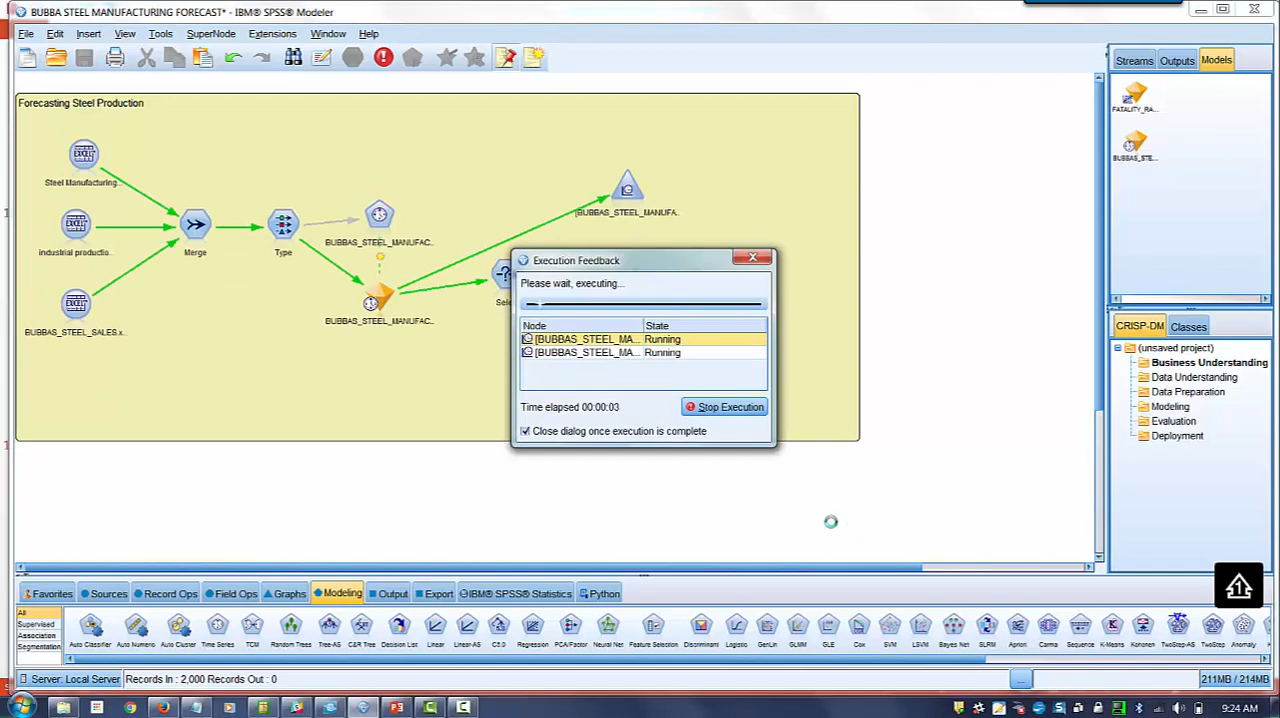 BUBBA STEEL MANUFACTURING FORECAST* - IBM® SPSS® Modeler
File Edit Insert View Tools SuperNode Extensions Window Help
Streams Outputs Models
FATALITY_RA...
BUBBAS_STE...
Forecasting Steel Production
Steel Manufacturing...
industrial productio...
BUBBAS_STEEL_SALES.x...
Merge
Type
BUBBAS_STEEL_MANUFAC...
BUBBAS_STEEL_MANUFAC...
[BUBBAS_STEEL_MANUFA...
Execution Feedback
Please wait, executing...
Node State
[BUBBAS_STEEL_MA... Running
[BUBBAS_STEEL_MA... Running
Time elapsed 00:00:03 Stop Execution
Close dialog once execution is complete
CRISP-DM Classes
(unsaved project)
Business Understanding
Data Understanding
Data Preparation
Modeling
Evaluation
Deployment
Favorites Sources Record Ops Field Ops Graphs Modeling Output Export IBM® SPSS® Statistics Python
All
Supervised
Association
Segmentation
Auto Classifier Auto Numeric Auto Cluster Time Series TCM Random Trees Tree-AS C&R Tree Decision List Linear Linear-AS C5.0 Regression PCA/Factor Neural Net Feature Selection Discriminant Logistic GenLin GLMM GLE Cox SVM LSVM Bayes Net SLRM Apriori Carma Sequence K-Means Kohonen TwoStep-AS TwoStep Anomaly
Server: Local Server Records In : 2,000 Records Out : 0 211MB / 214MB
9:24 AM